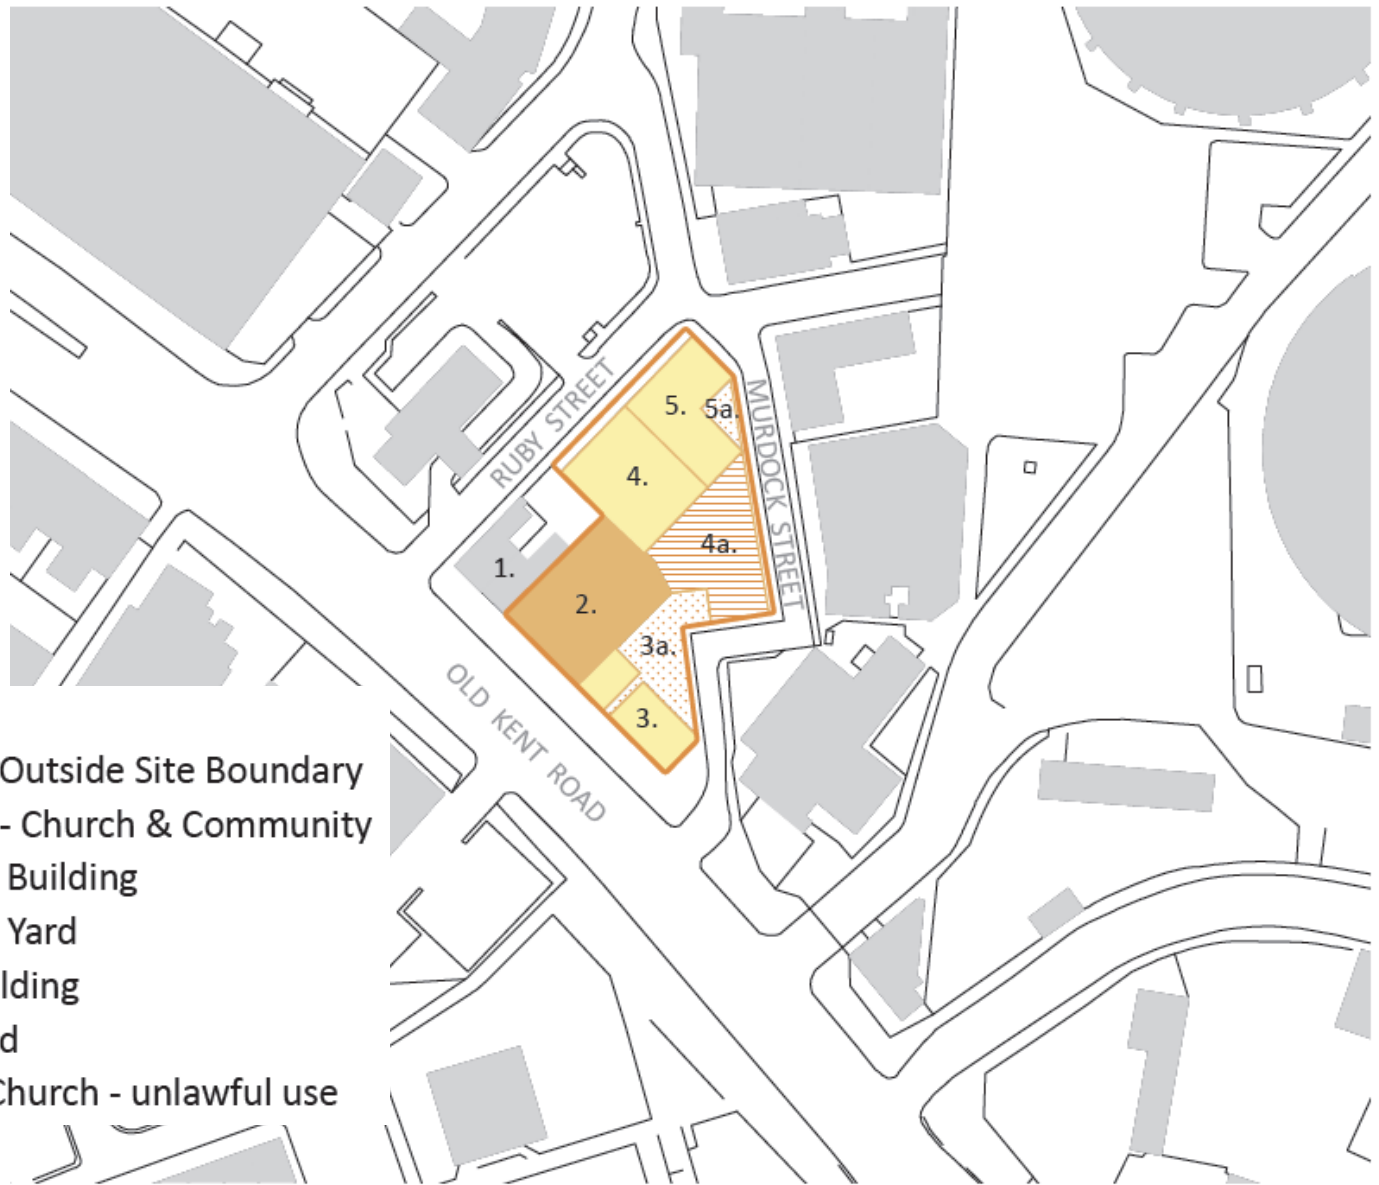 RUBY STREET
MURDOCK STREET
5.
5a.
4.
4a.
1.
2.
3a.
3.
OLD KENT ROAD
Outside Site Boundary
- Church & Community
Building
Yard
lding
d
Church - unlawful use